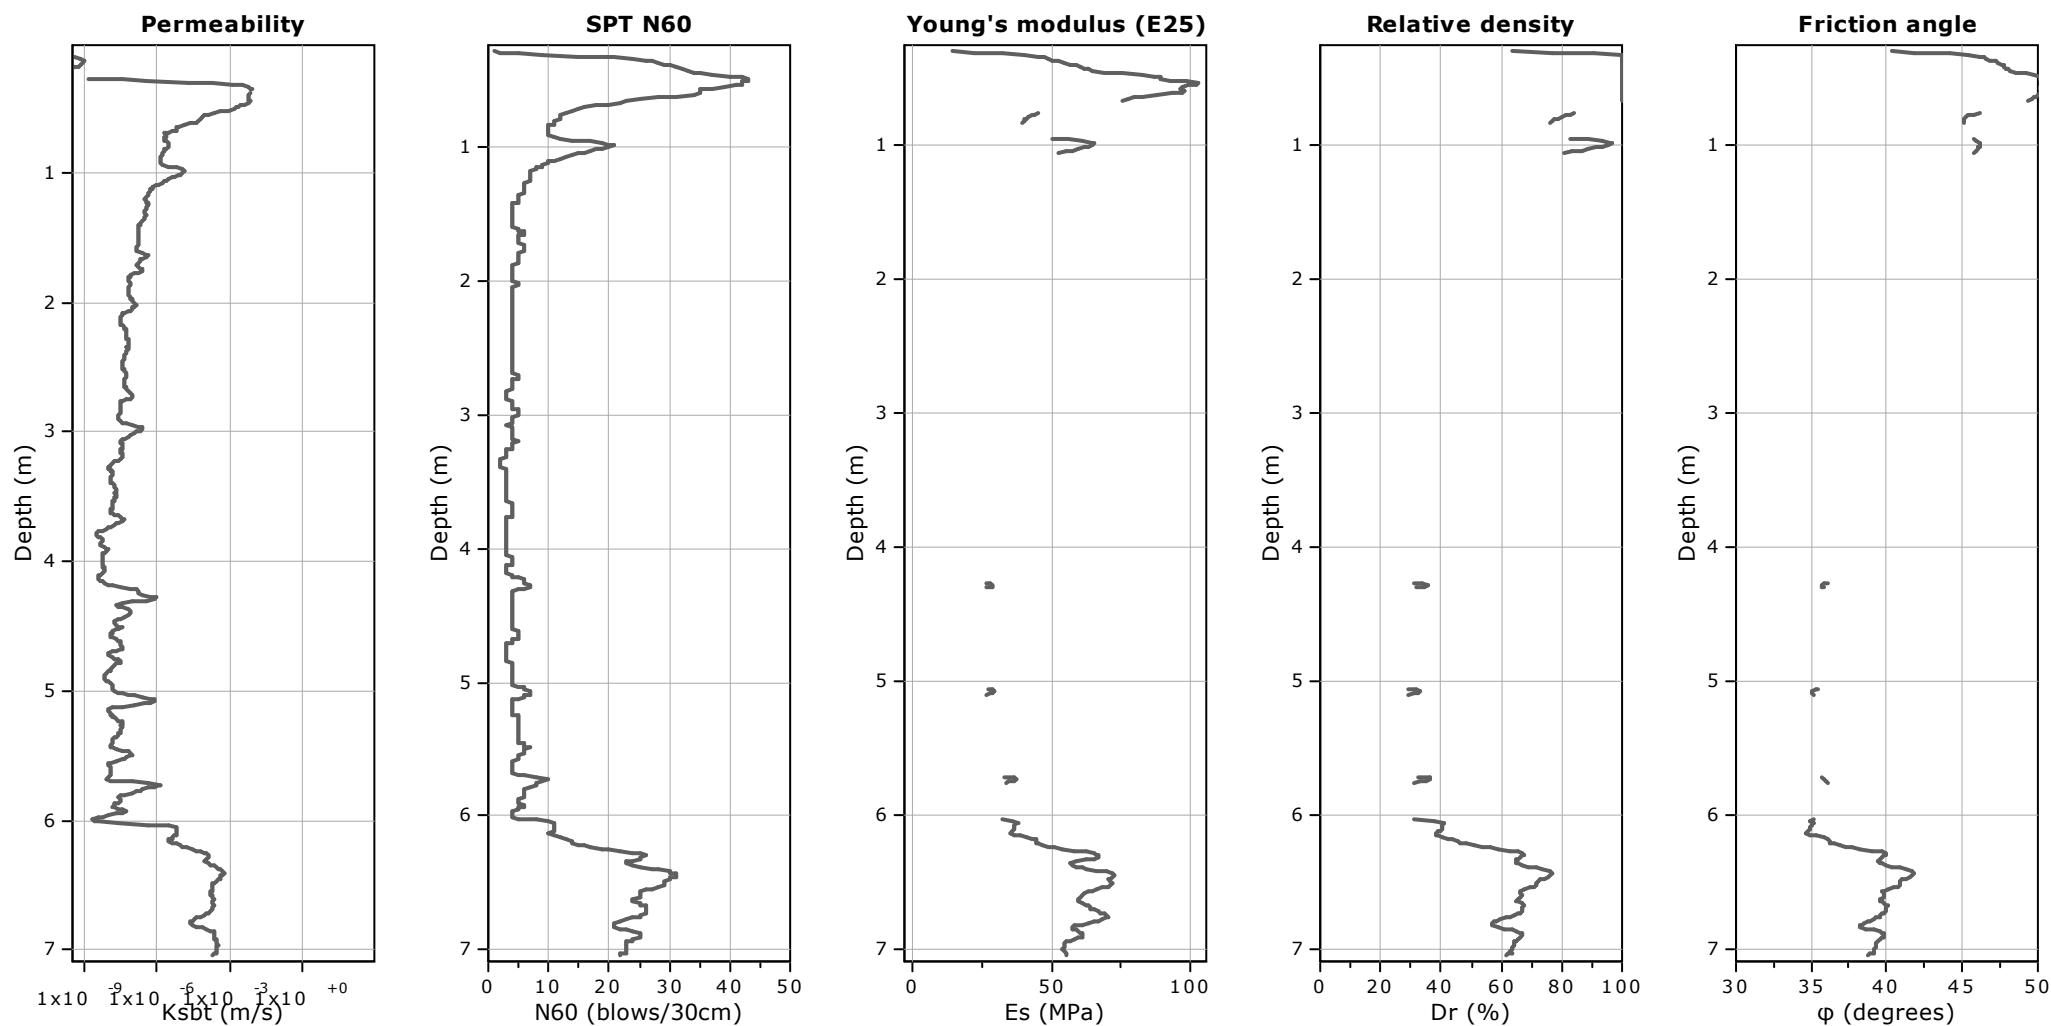 Permeability
SPT N60
Young's modulus (E25)
Relative density
Friction angle
Depth (m)
1
2
3
4
5
6
7
1x10 -9
1x10 -6
1x10 -3
1x10 +0
Ksbt (m/s)
Depth (m)
1
2
3
4
5
6
7
0 10 20 30 40 50
N60 (blows/30cm)
Depth (m)
1
2
3
4
5
6
7
0 50 100
Es (MPa)
Depth (m)
1
2
3
4
5
6
7
0 20 40 60 80 100
Dr (%)
Depth (m)
1
2
3
4
5
6
7
30 35 40 45 50
φ (degrees)